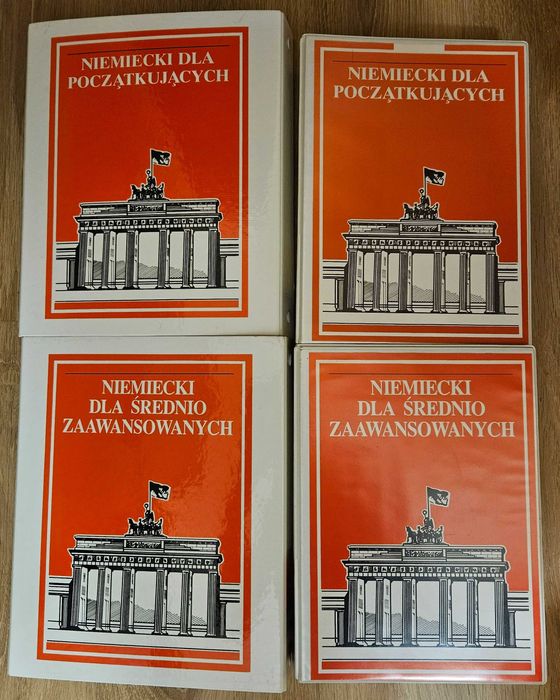 NIEMIECKI DLA
POCZĄTKUJĄCYCH
NIEMIECKI DLA
POCZĄTKUJĄCYCH
NIEMIECKI
DLA ŚREDNIO
ZAAWANSOWANYCH
NIEMIECKI
DLA ŚREDNIO
ZAAWANSOWANYCH